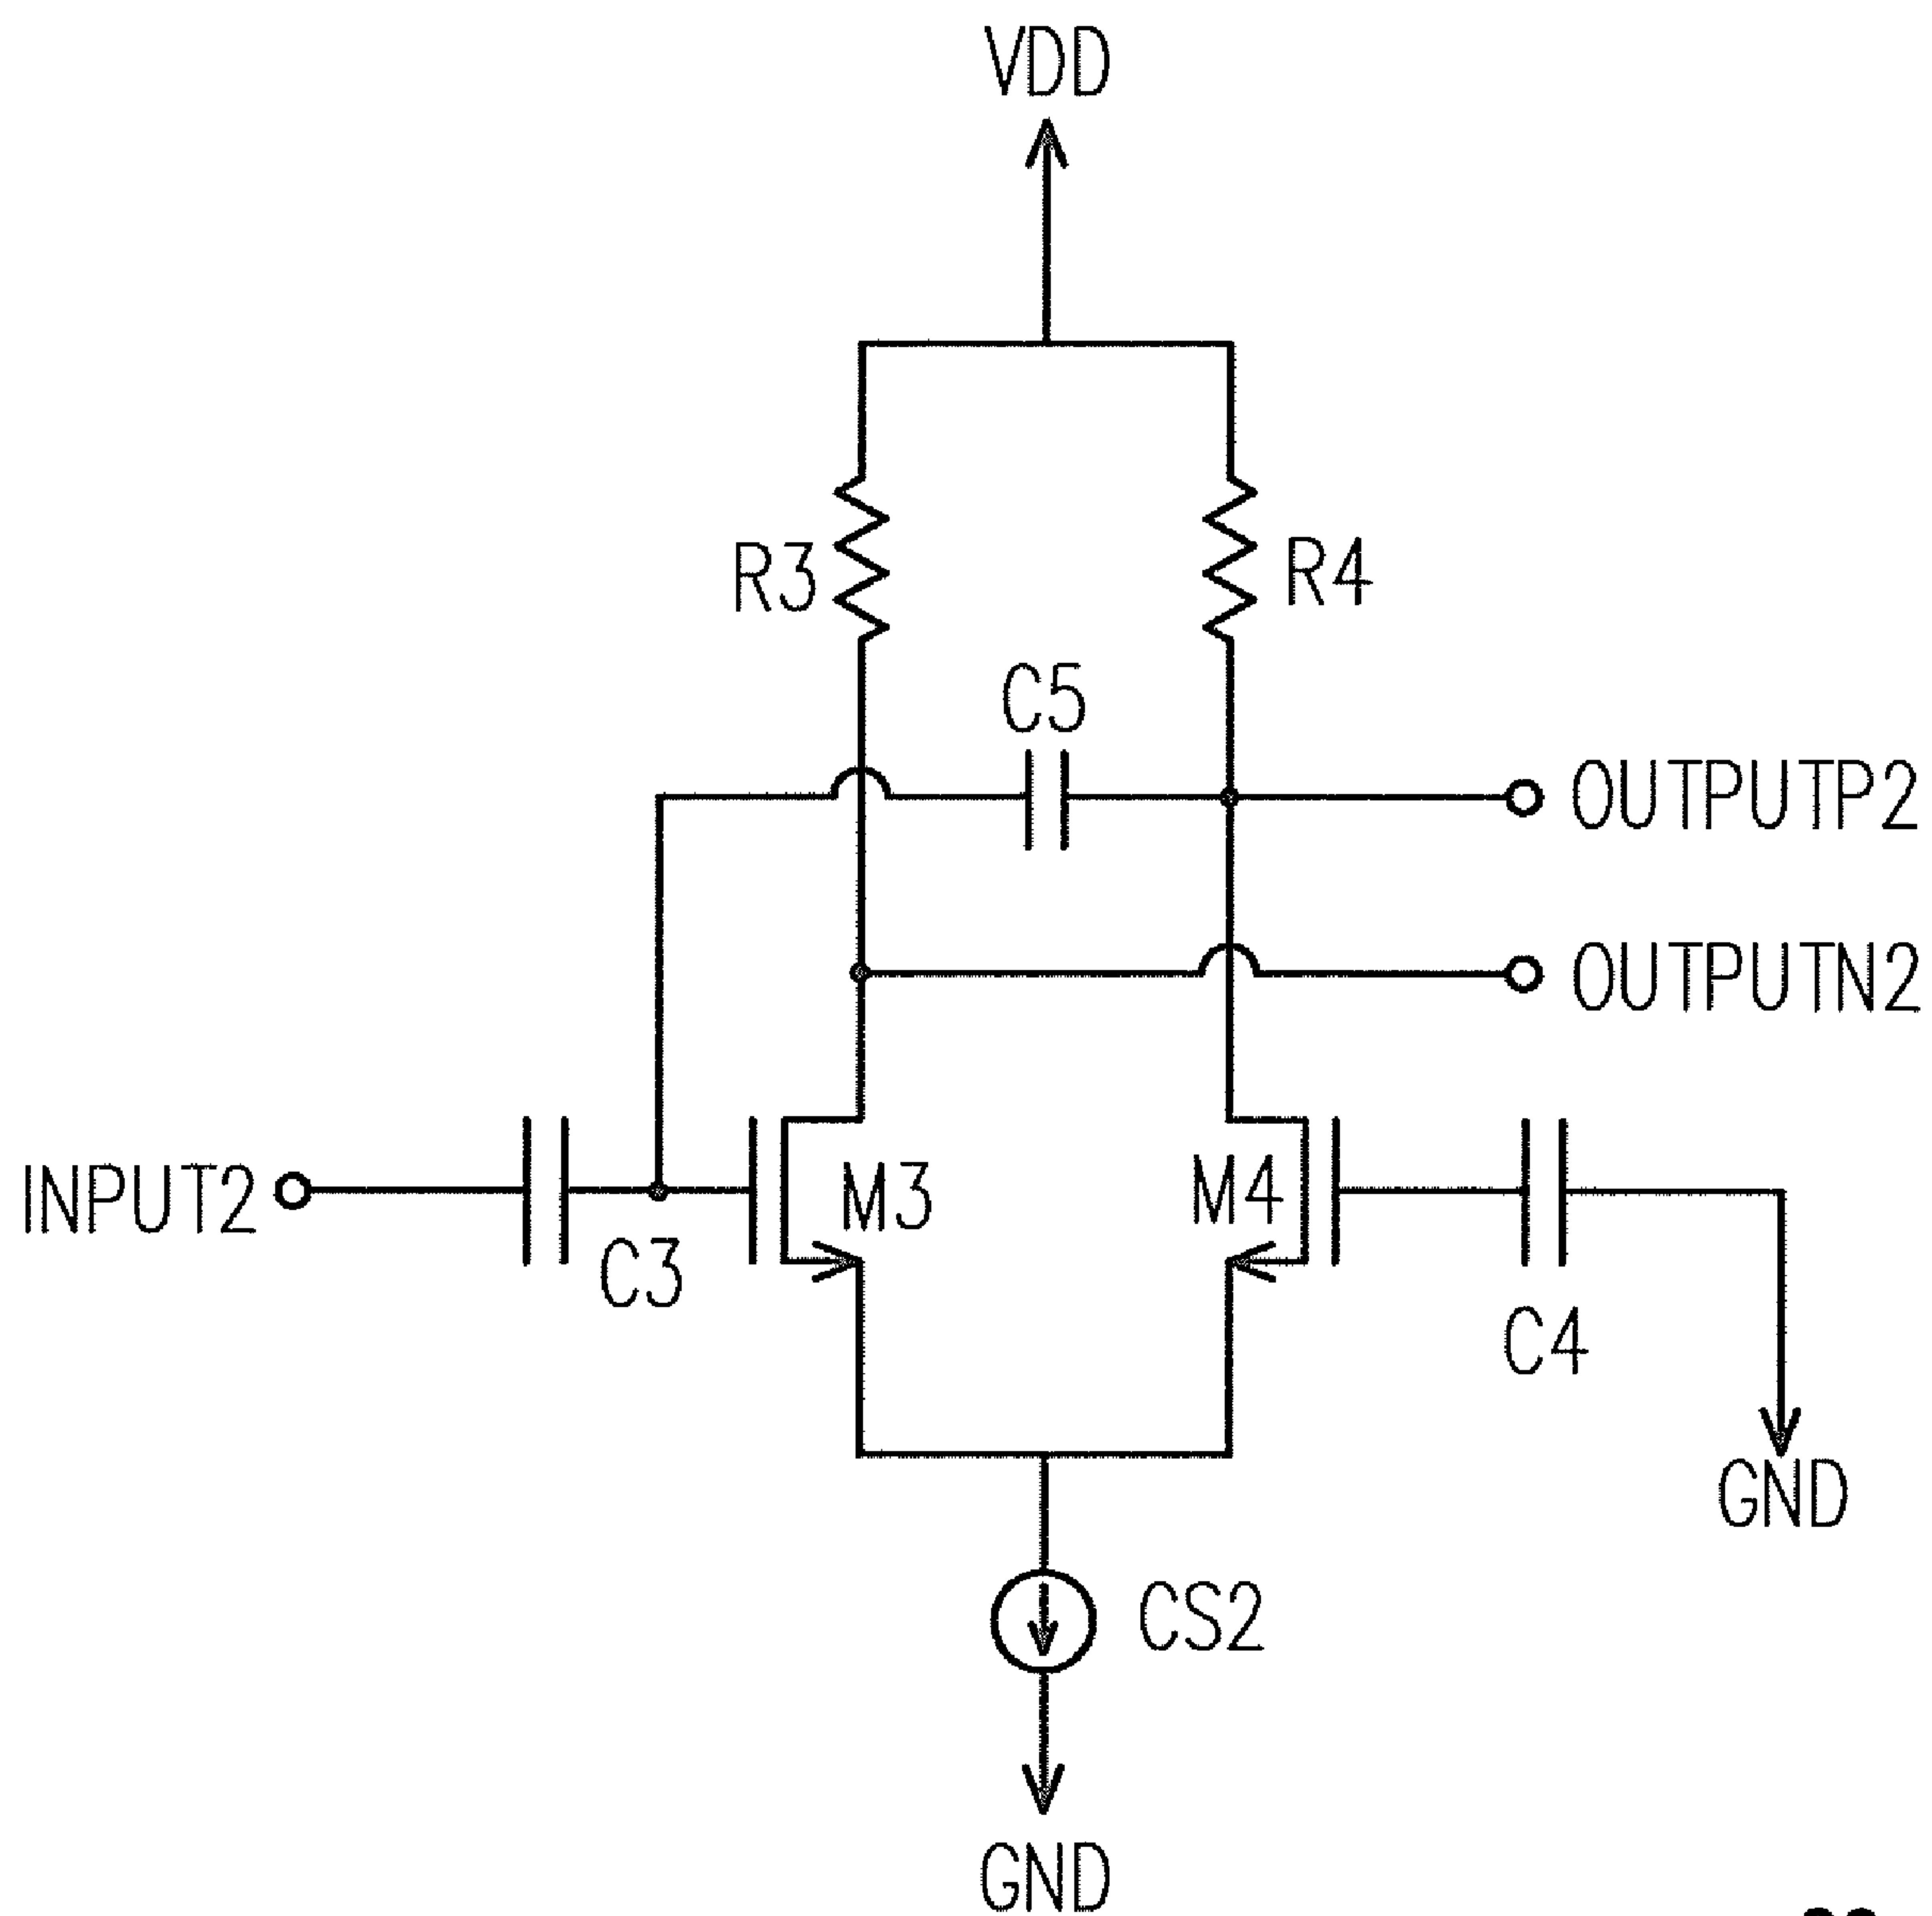 VDD
R3
R4
C5
OUTPUTP2
OUTPUTN2
INPUT2
C3
M3
M4
C4
GND
CS2
GND